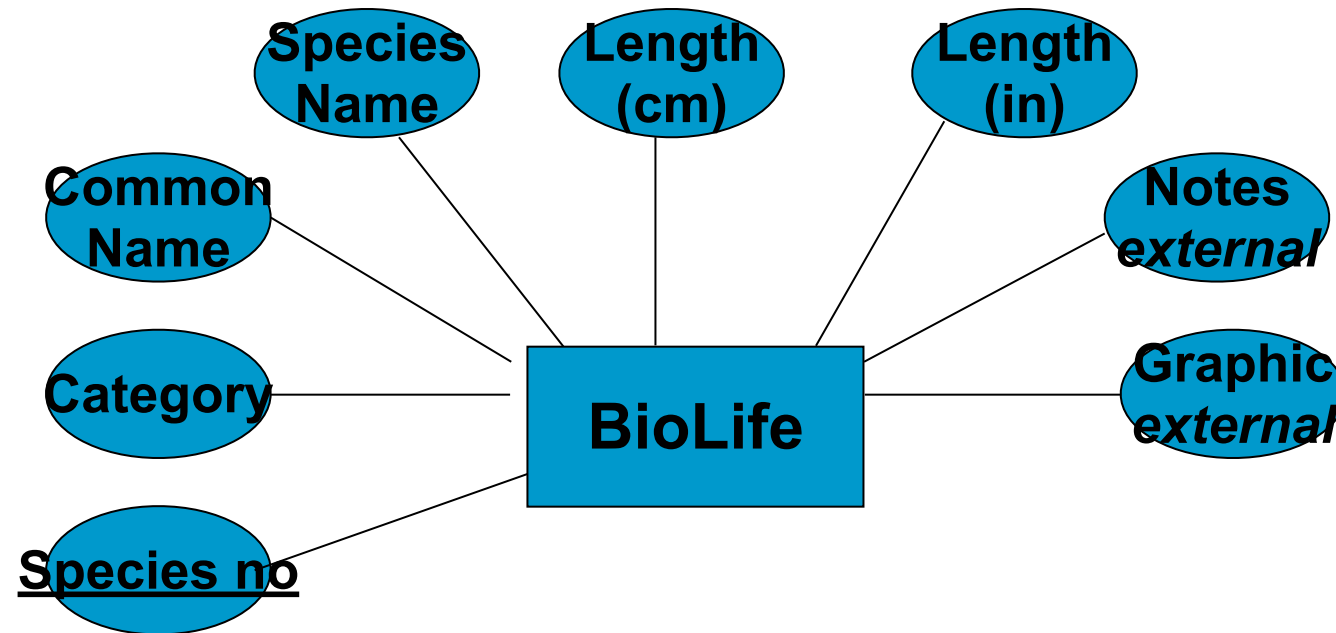 Species
Name
Length
(cm)
Length
(in)
Common
Name
Notes
external
Category
Graphic
external
BioLife
Species no